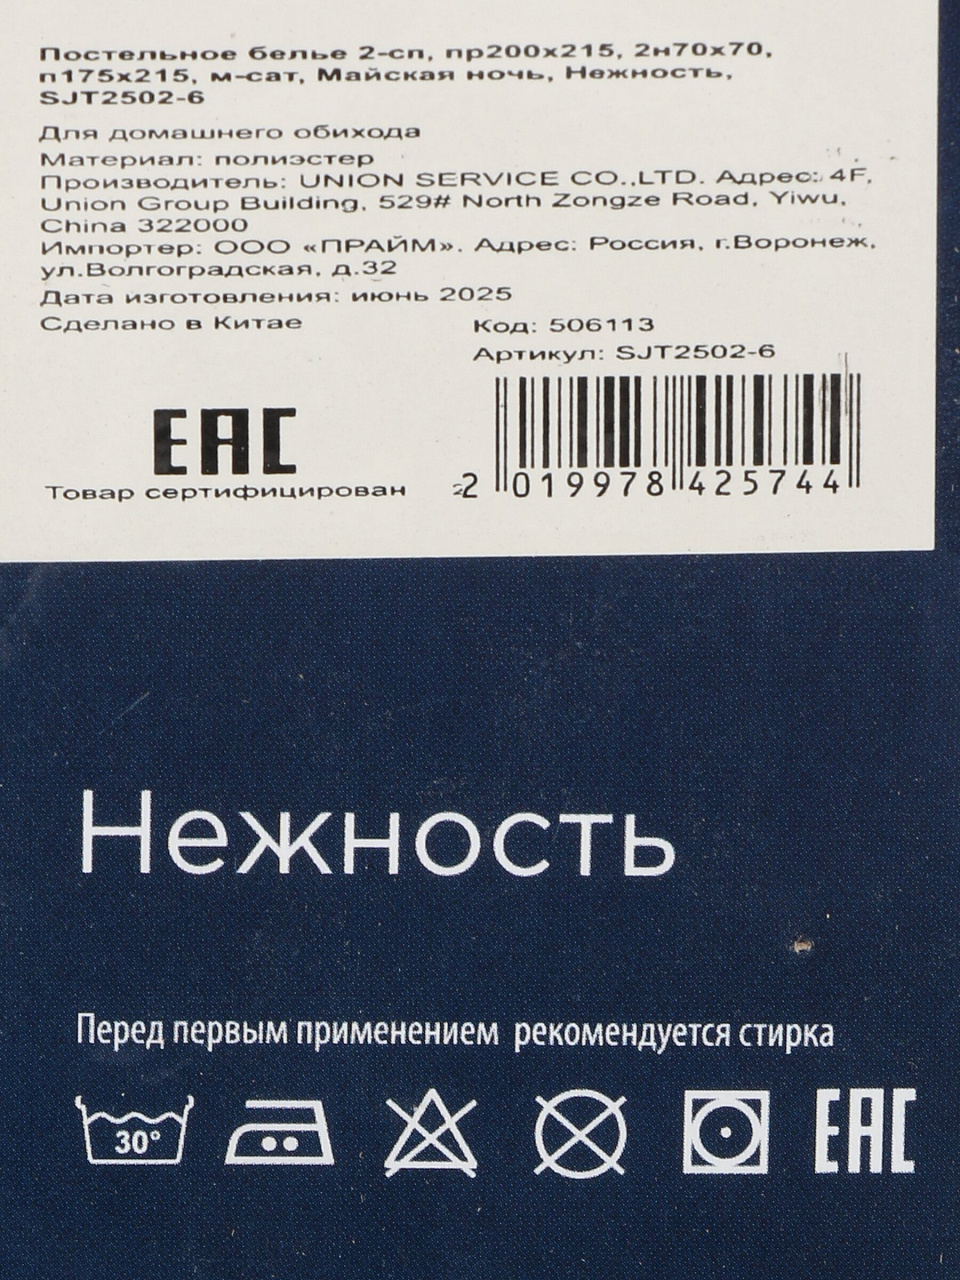 Постельное белье 2-сп, пр200х215, 2н70х70,
п175х215, м-сат, Майская ночь, Нежность,
SJT2502-6
Для домашнего обихода
Материал: полиэстер
Производитель: UNION SERVICE CO.,LTD. Адрес: 4F,
Union Group Building, 529# North Zongze Road, Yiwu,
China 322000
Импортер: ООО «ПРАЙМ». Адрес: Россия, г.Воронеж,
ул.Волгоградская, д.32
Дата изготовления: июнь 2025
Сделано в Китае
Код: 506113
Артикул: SJT2502-6
EAC
Товар сертифицирован
2 019978 425744
Нежность
Перед первым применением рекомендуется стирка
30°
EAC